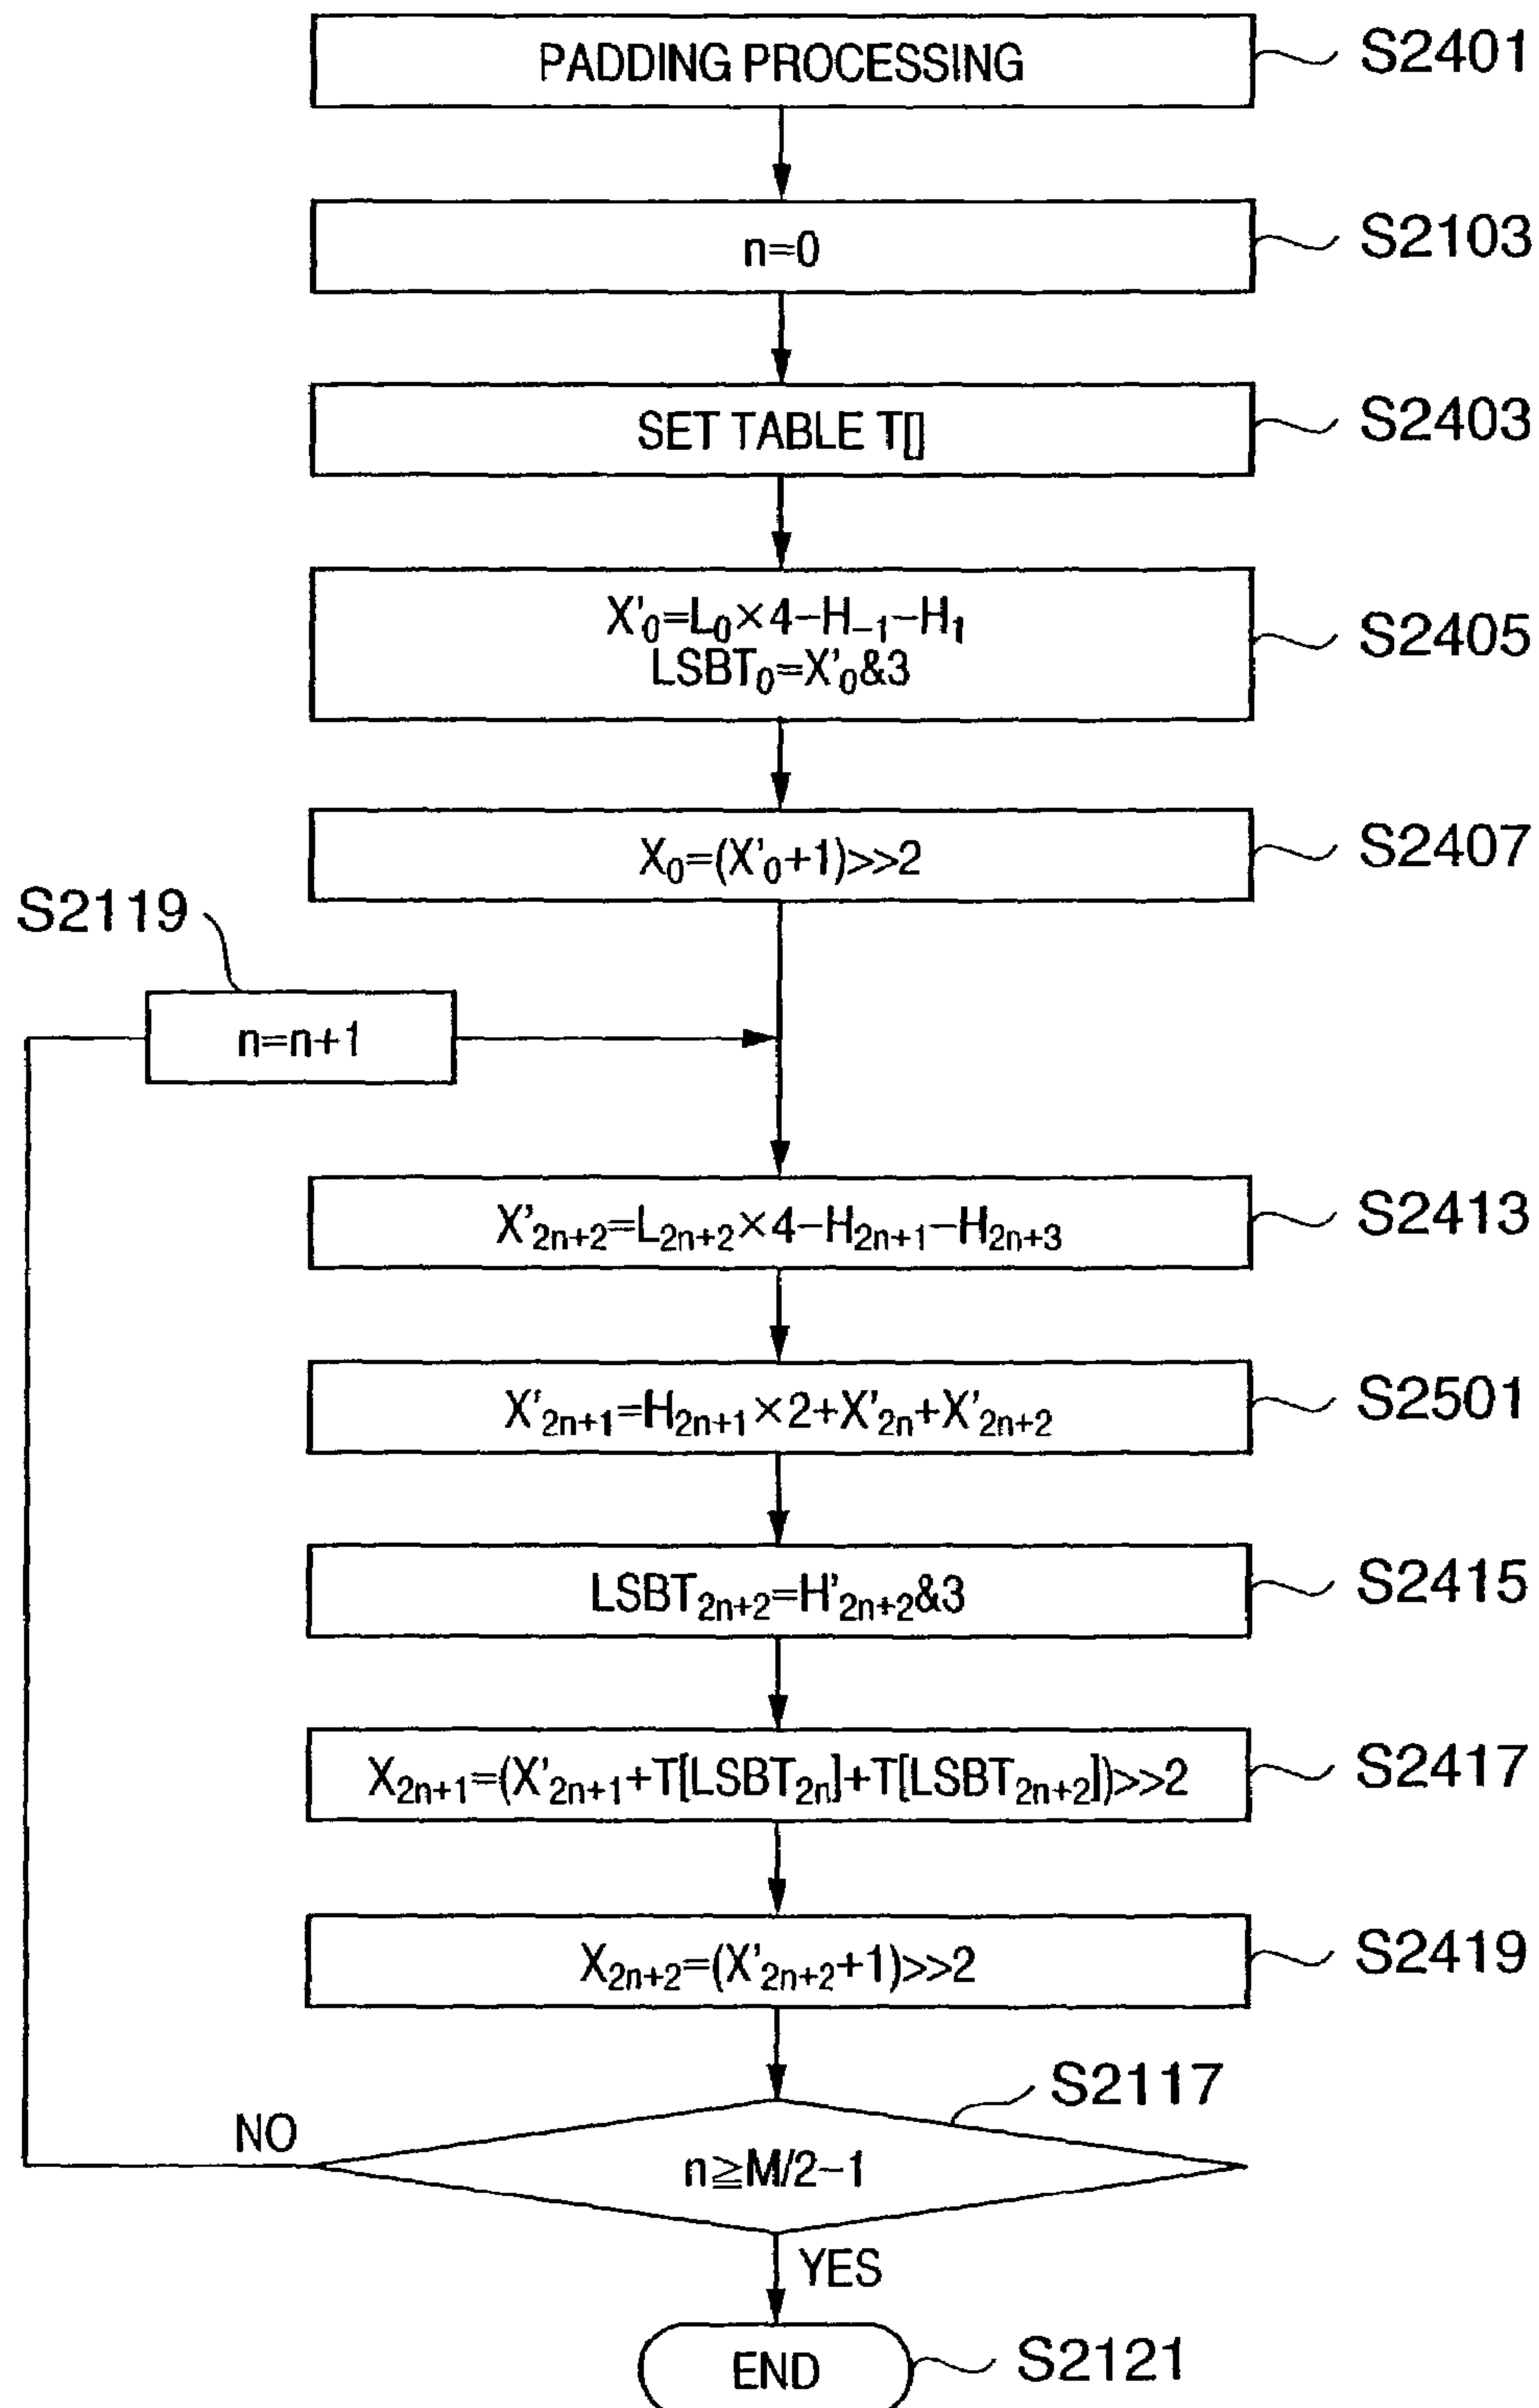 PADDING PROCESSING
S2401
n=0
S2103
SET TABLE T[]
S2403
X'₀=L₀×4−H₋₁−H₁
LSBT₀=X'₀&3
S2405
X₀=(X'₀+1)>>2
S2407
S2119
n=n+1
X'₂ₙ₊₂=L₂ₙ₊₂×4−H₂ₙ₊₁−H₂ₙ₊₃
S2413
X'₂ₙ₊₁=H₂ₙ₊₁×2+X'₂ₙ+X'₂ₙ₊₂
S2501
LSBT₂ₙ₊₂=H'₂ₙ₊₂&3
S2415
X₂ₙ₊₁=(X'₂ₙ₊₁+T[LSBT₂ₙ]+T[LSBT₂ₙ₊₂])>>2
S2417
X₂ₙ₊₂=(X'₂ₙ₊₂+1)>>2
S2419
S2117
NO
n≧M/2−1
YES
END
S2121